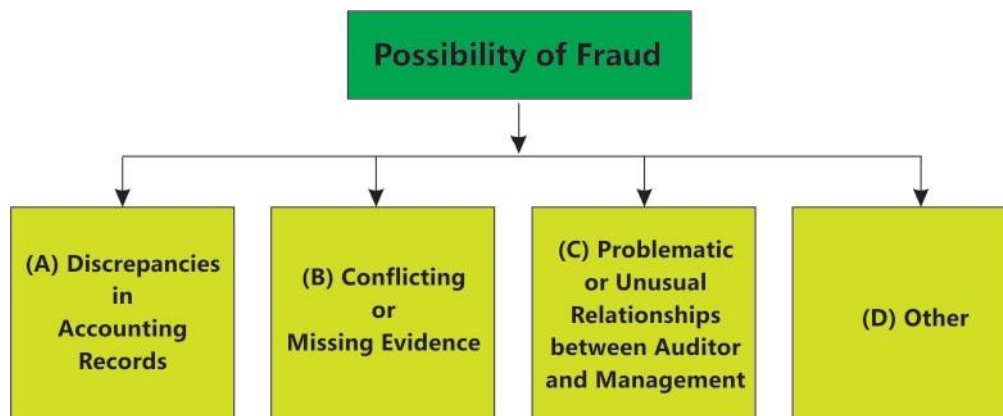 Possibility of Fraud
(A) Discrepancies
in
Accounting
Records
(B) Conflicting
or
Missing Evidence
(C) Problematic
or Unusual
Relationships
between Auditor
and Management
(D) Other